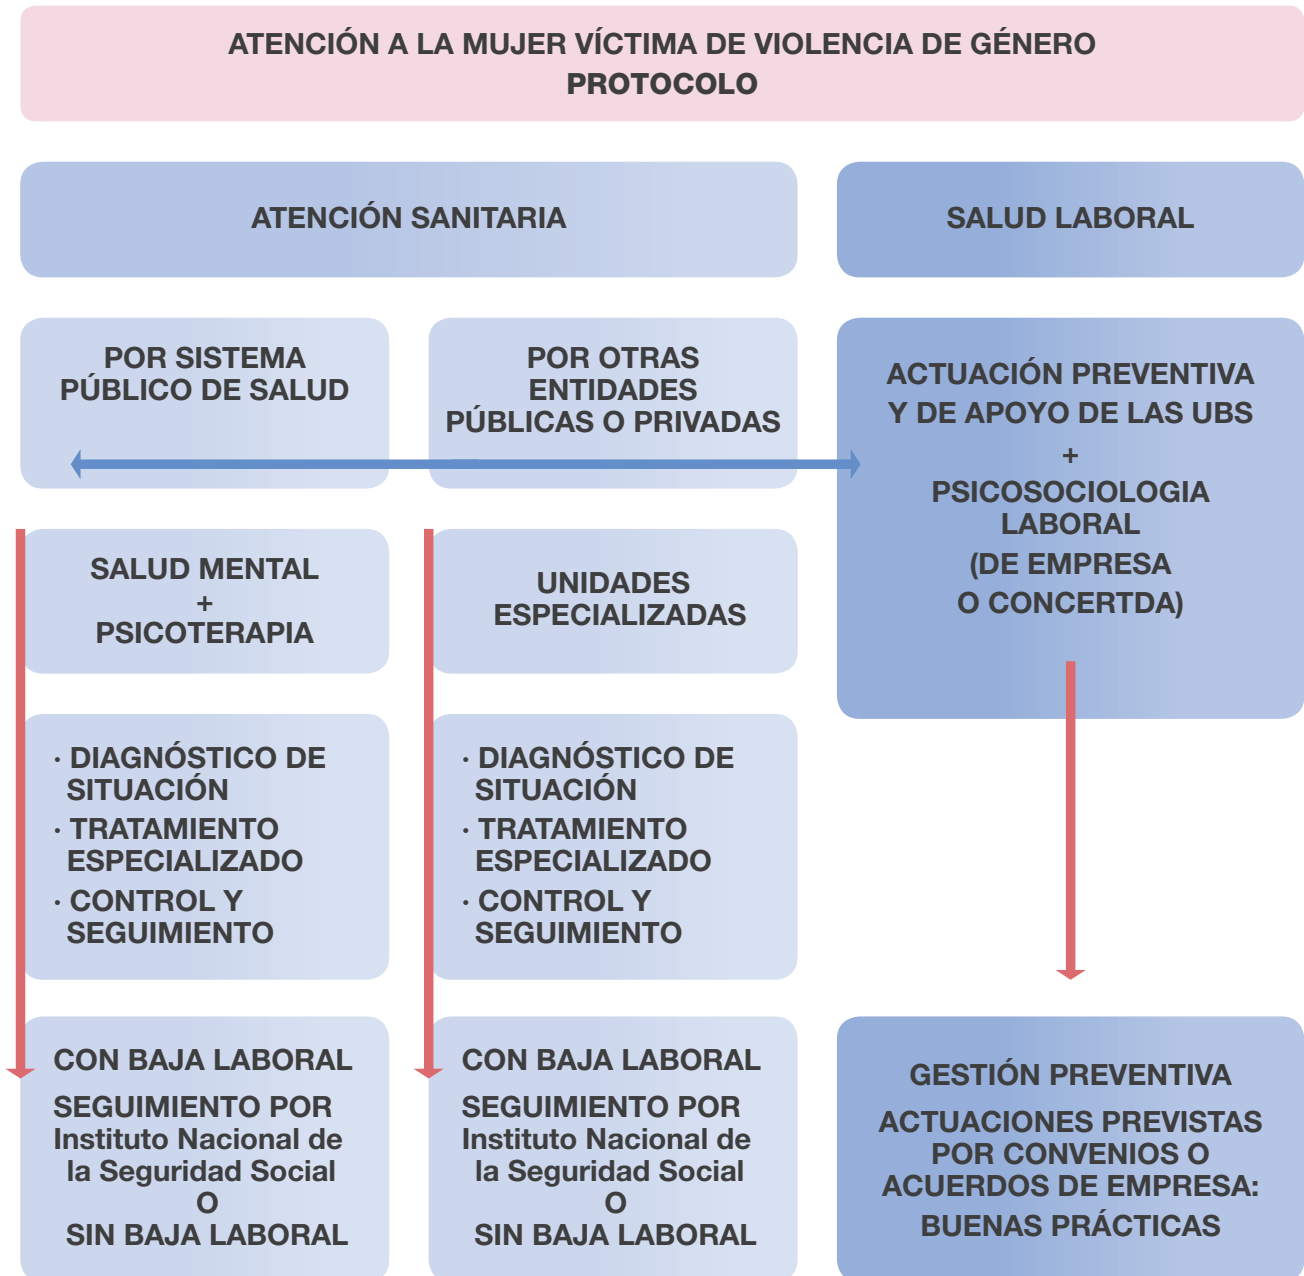 ATENCIÓN A LA MUJER VÍCTIMA DE VIOLENCIA DE GÉNERO
PROTOCOLO
ATENCIÓN SANITARIA
SALUD LABORAL
POR SISTEMA
PÚBLICO DE SALUD
POR OTRAS
ENTIDADES
PÚBLICAS O PRIVADAS
ACTUACIÓN PREVENTIVA
Y DE APOYO DE LAS UBS
+
PSICOSOCIOLOGIA
LABORAL
(DE EMPRESA
O CONCERTDA)
SALUD MENTAL
+
PSICOTERAPIA
UNIDADES
ESPECIALIZADAS
· DIAGNÓSTICO DE
SITUACIÓN
· TRATAMIENTO
ESPECIALIZADO
· CONTROL Y
SEGUIMIENTO
· DIAGNÓSTICO DE
SITUACIÓN
· TRATAMIENTO
ESPECIALIZADO
· CONTROL Y
SEGUIMIENTO
CON BAJA LABORAL
SEGUIMIENTO POR
Instituto Nacional de
la Seguridad Social
O
SIN BAJA LABORAL
CON BAJA LABORAL
SEGUIMIENTO POR
Instituto Nacional de
la Seguridad Social
O
SIN BAJA LABORAL
GESTIÓN PREVENTIVA
ACTUACIONES PREVISTAS
POR CONVENIOS O
ACUERDOS DE EMPRESA:
BUENAS PRÁCTICAS